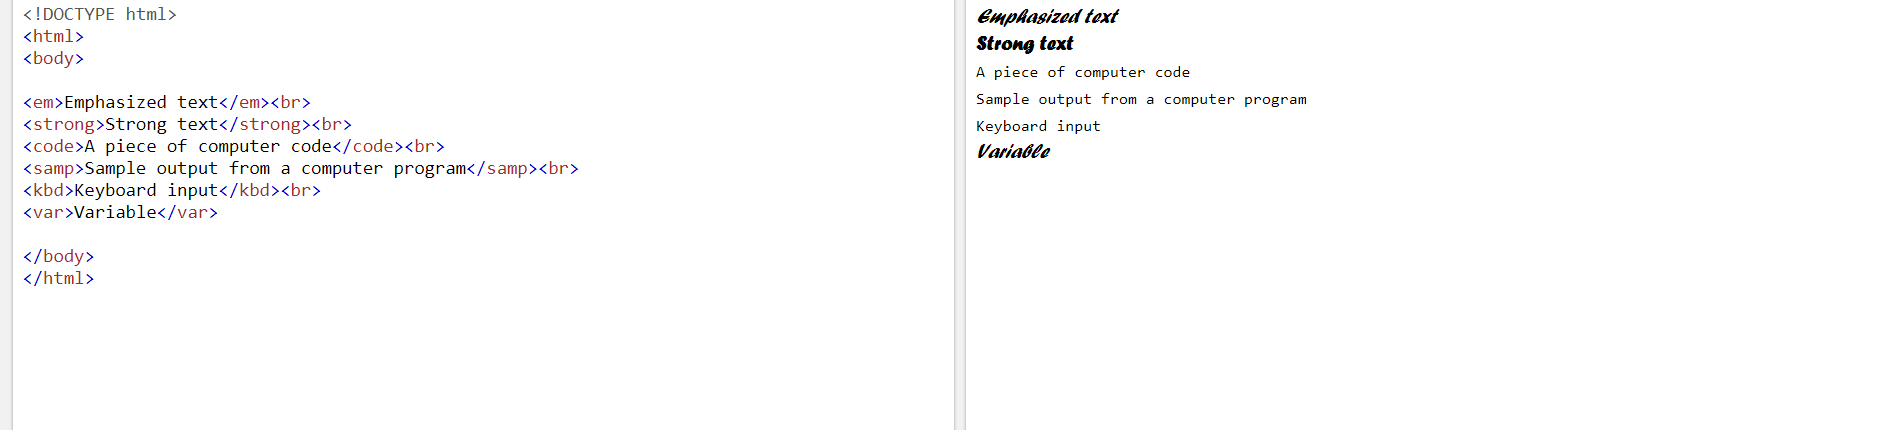 <!DOCTYPE html>
<html>
<body>
<em>Emphasized text</em><br>
<strong>Strong text</strong><br>
<code>A piece of computer code</code><br>
<samp>Sample output from a computer program</samp><br>
<kbd>Keyboard input</kbd><br>
<var>Variable</var>
</body>
</html>
Emphasized text
Strong text
A piece of computer code
Sample output from a computer program
Keyboard input
Variable